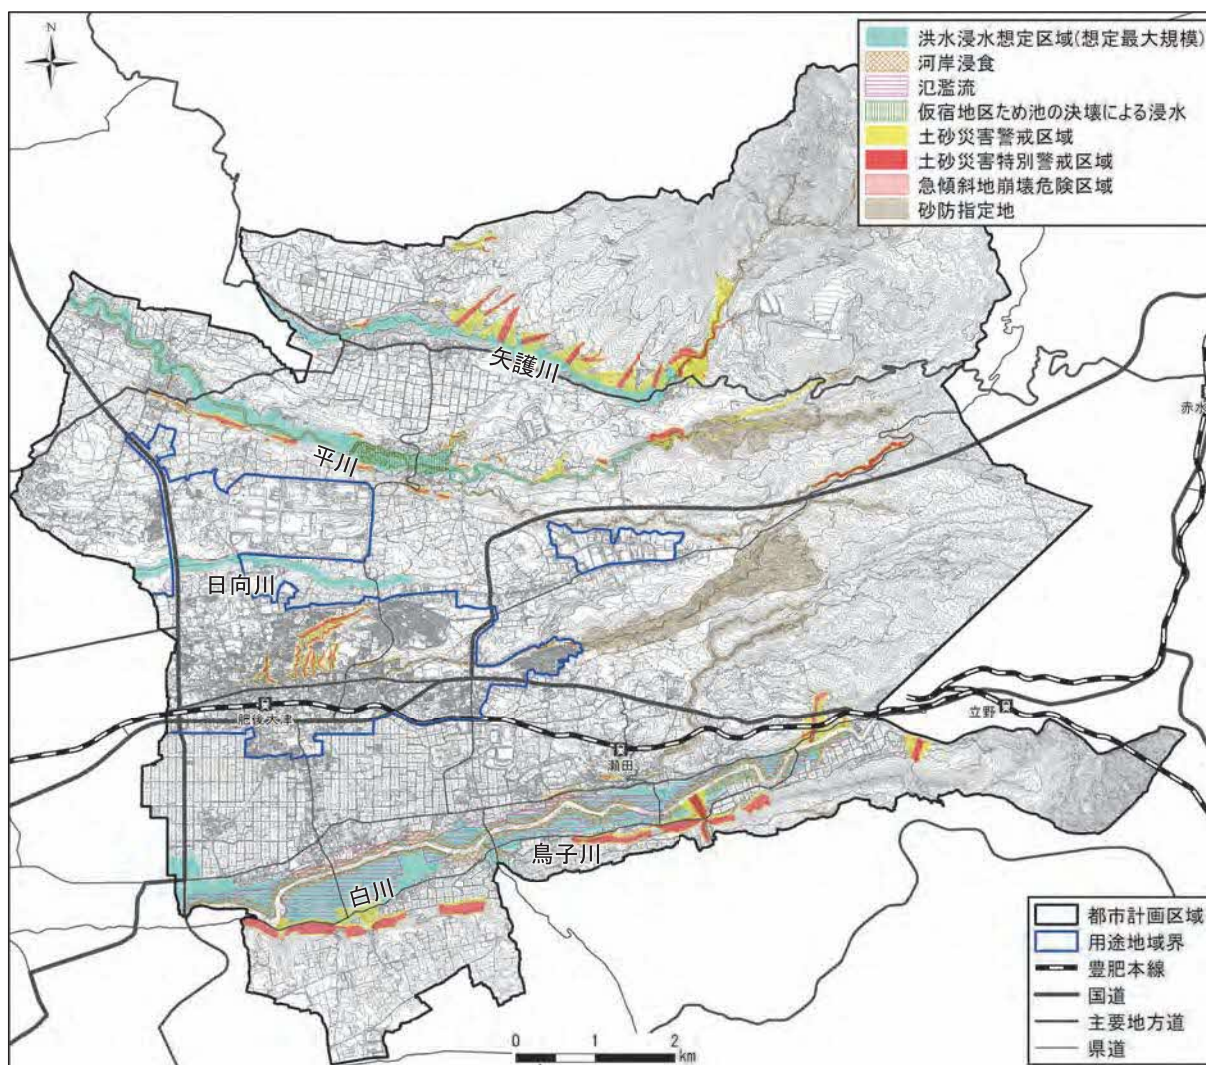 N
洪水浸水想定区域(想定最大規模)
河岸浸食
氾濫流
仮宿地区ため池の決壊による浸水
土砂災害警戒区域
土砂災害特別警戒区域
急傾斜地崩壊危険区域
砂防指定地
矢護川
赤水
平川
日向川
肥後大津
立野
瀬田
鳥子川
白川
都市計画区域
用途地域界
豊肥本線
国道
主要地方道
県道
0 1 2
km